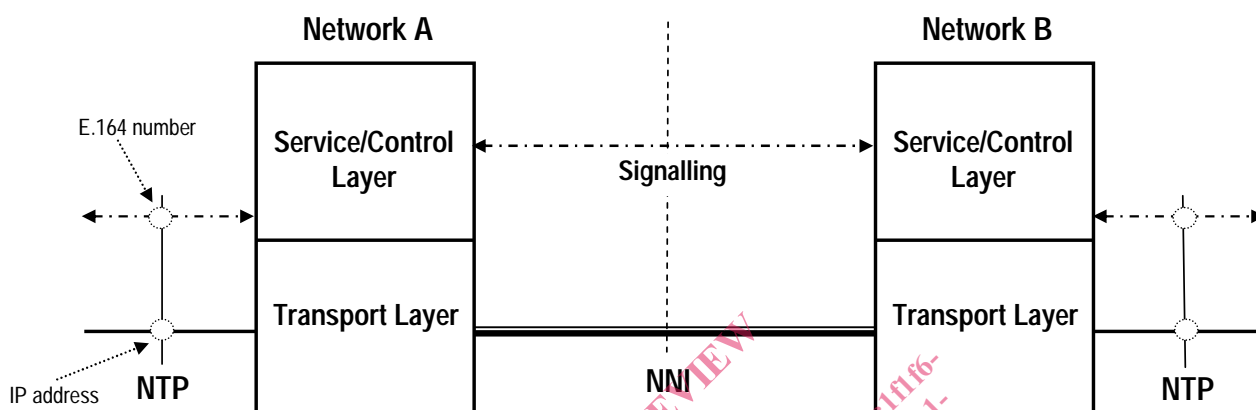 Network A
Network B
E.164 number
Service/Control
Layer
Signalling
Service/Control
Layer
Transport Layer
Transport Layer
IP address
NTP
NNI
NTP